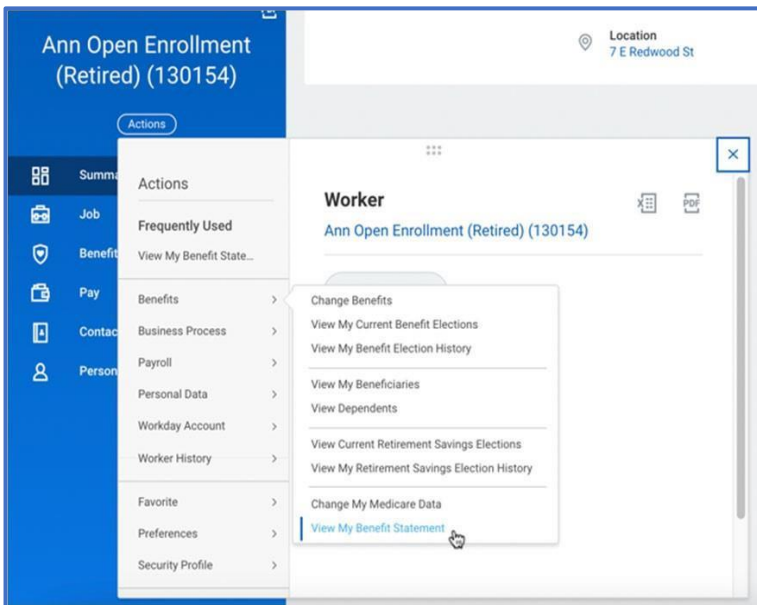 Ann Open Enrollment
(Retired) (130154)
Actions
Location
7 E Redwood St
Summa
Job
Benefit
Pay
Contac
Person
Actions
Frequently Used
View My Benefit State...
Benefits
Business Process
Payroll
Personal Data
Workday Account
Worker History
Favorite
Preferences
Security Profile
Worker
Ann Open Enrollment (Retired) (130154)
PDF
Change Benefits
View My Current Benefit Elections
View My Benefit Election History
View My Beneficiaries
View Dependents
View Current Retirement Savings Elections
View My Retirement Savings Election History
Change My Medicare Data
View My Benefit Statement